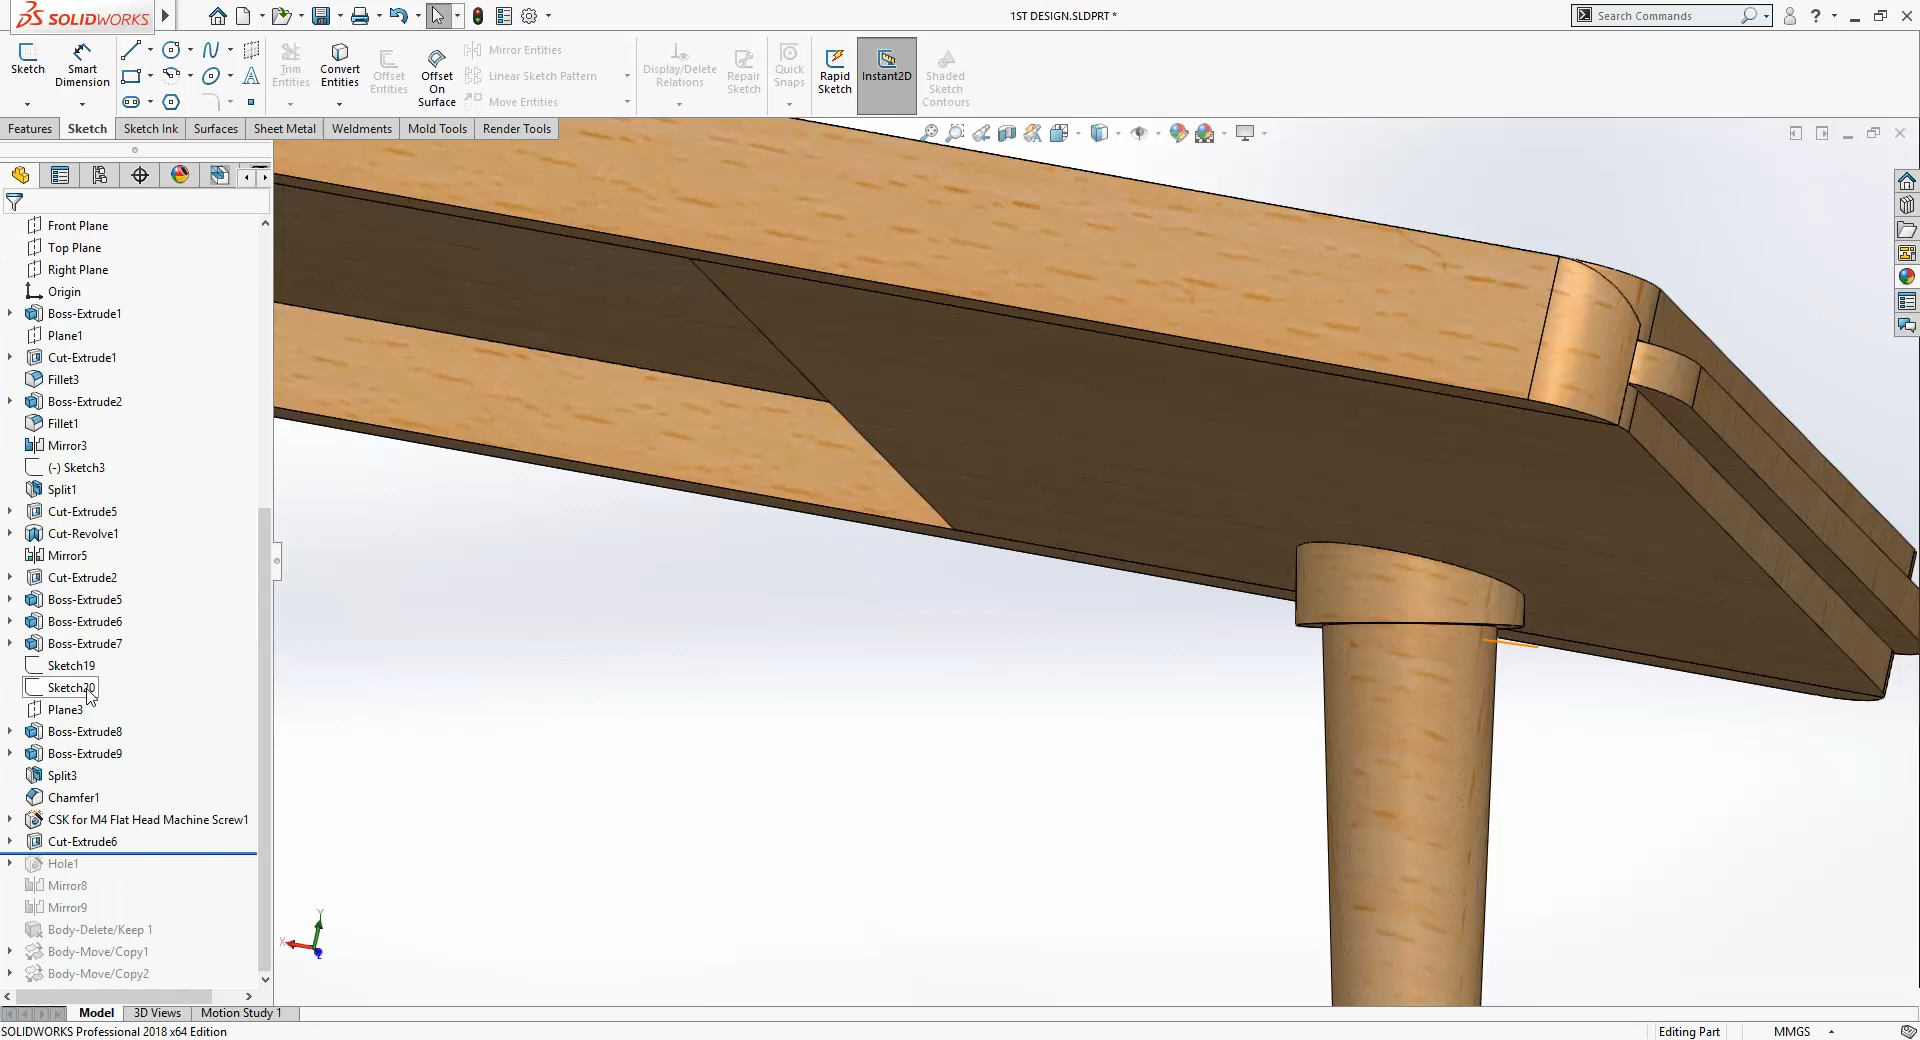 SOLIDWORKS
1ST DESIGN.SLDPRT *
Search Commands
Sketch
Smart Dimension
Trim Entities
Convert Entities
Offset Entities
Offset On Surface
Mirror Entities
Linear Sketch Pattern
Move Entities
Display/Delete Relations
Repair Sketch
Quick Snaps
Rapid Sketch
Instant2D
Shaded Sketch Contours
Features
Sketch
Sketch Ink
Surfaces
Sheet Metal
Weldments
Mold Tools
Render Tools
Front Plane
Top Plane
Right Plane
Origin
Boss-Extrude1
Plane1
Cut-Extrude1
Fillet3
Boss-Extrude2
Fillet1
Mirror3
(-) Sketch3
Split1
Cut-Extrude5
Cut-Revolve1
Mirror5
Cut-Extrude2
Boss-Extrude5
Boss-Extrude6
Boss-Extrude7
Sketch19
Sketch20
Plane3
Boss-Extrude8
Boss-Extrude9
Split3
Chamfer1
CSK for M4 Flat Head Machine Screw1
Cut-Extrude6
Hole1
Mirror8
Mirror9
Body-Delete/Keep 1
Body-Move/Copy1
Body-Move/Copy2
Y
X
Z
Model
3D Views
Motion Study 1
SOLIDWORKS Professional 2018 x64 Edition
Editing Part
MMGS